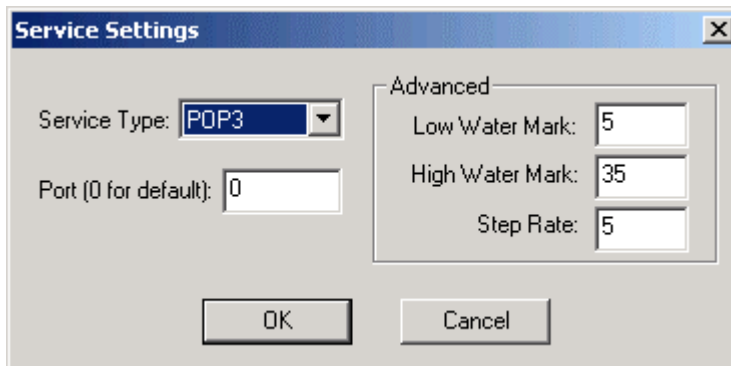 Service Settings
Service Type: POP3
Port (0 for default): 0
Advanced
Low Water Mark: 5
High Water Mark: 35
Step Rate: 5
OK
Cancel